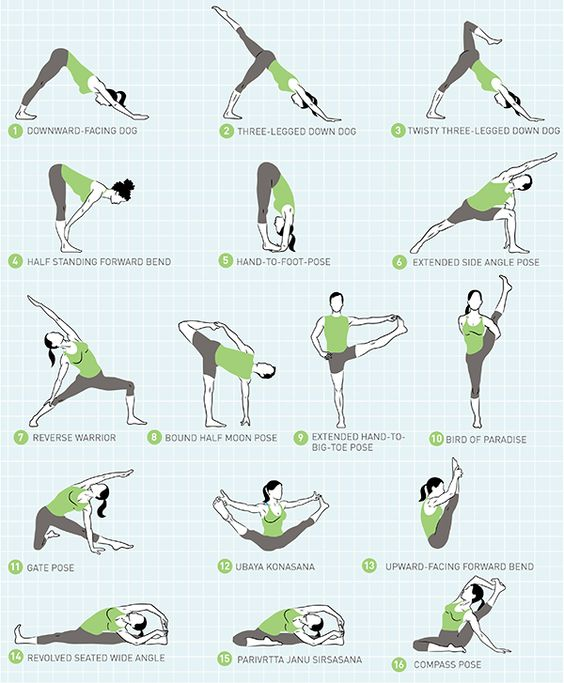 1 DOWNWARD-FACING DOG
2 THREE-LEGGED DOWN DOG
3 TWISTY THREE-LEGGED DOWN DOG
4 HALF STANDING FORWARD BEND
5 HAND-TO-FOOT-POSE
6 EXTENDED SIDE ANGLE POSE
7 REVERSE WARRIOR
8 BOUND HALF MOON POSE
9 EXTENDED HAND-TO-
BIG-TOE POSE
10 BIRD OF PARADISE
11 GATE POSE
12 UBAYA KONASANA
13 UPWARD-FACING FORWARD BEND
14 REVOLVED SEATED WIDE ANGLE
15 PARIVRTTA JANU SIRSASANA
16 COMPASS POSE